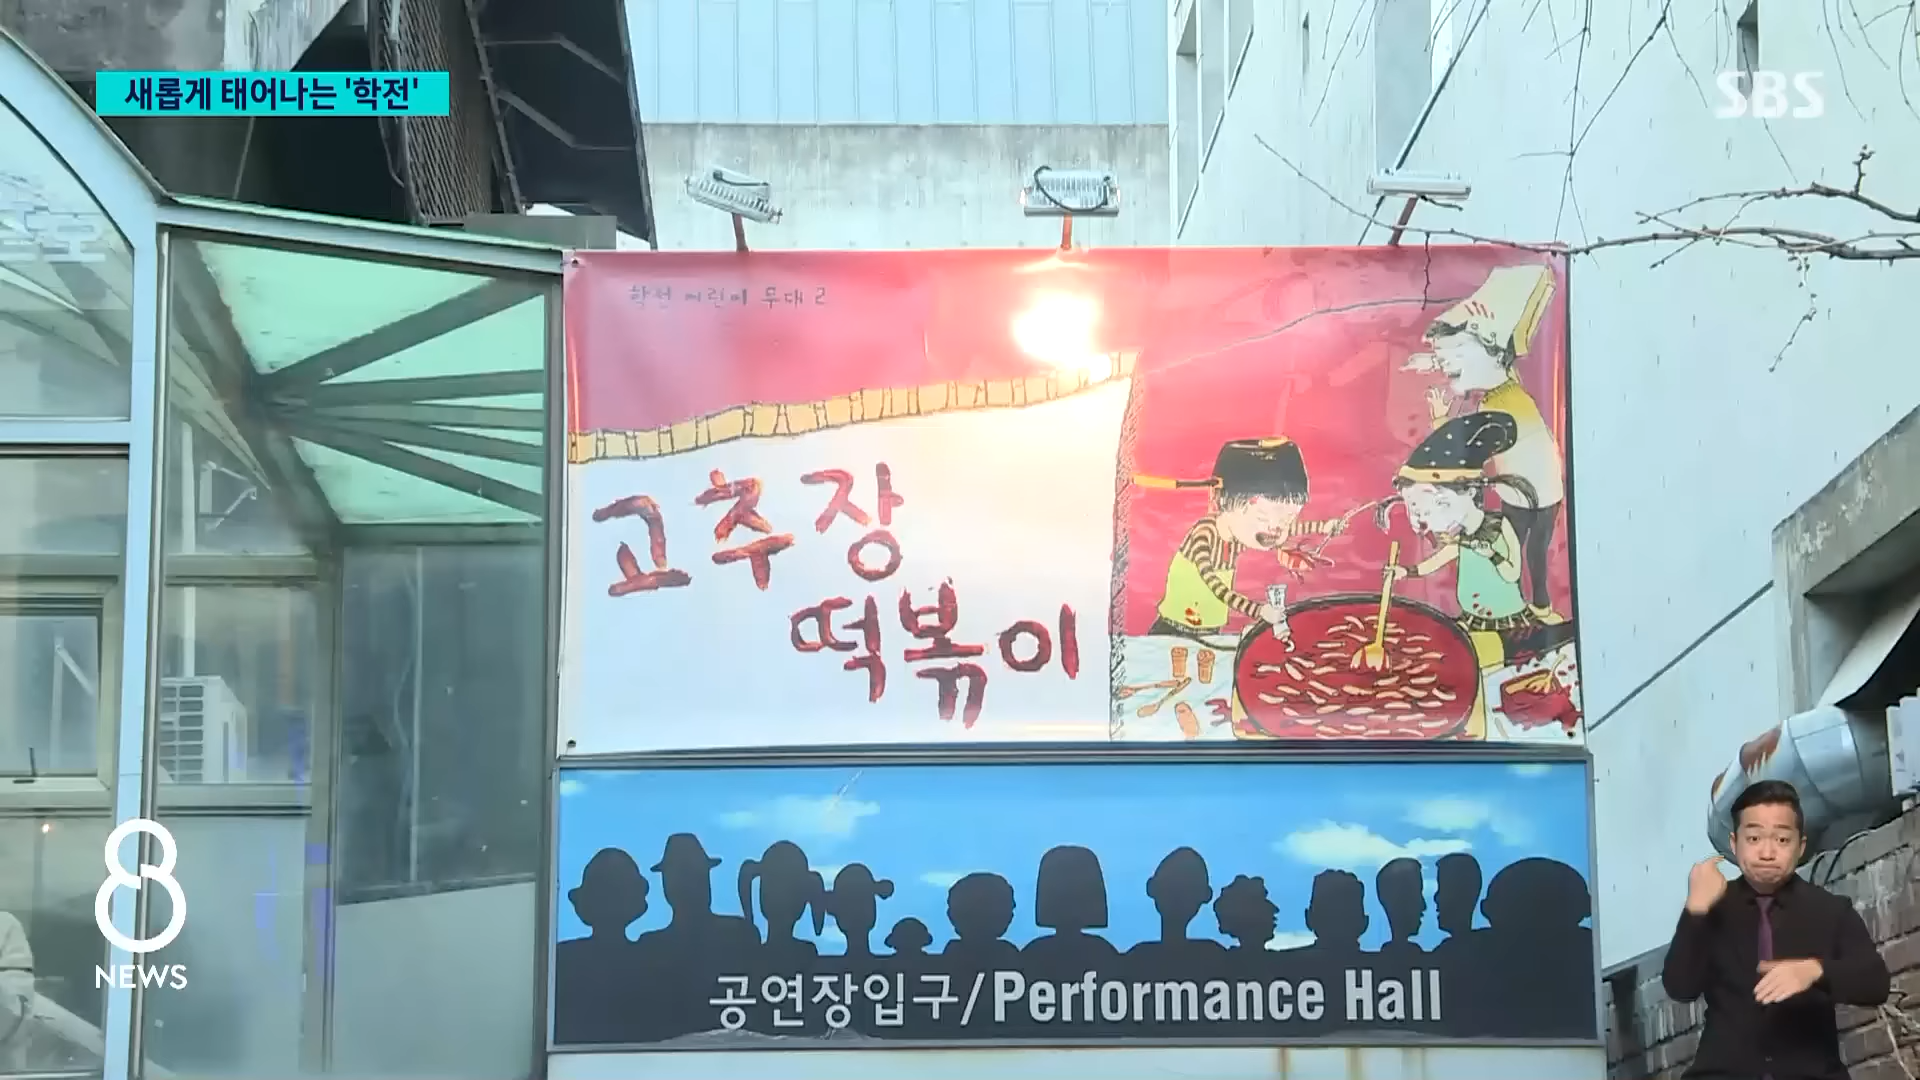 새롭게 태어나는 '학전'
SBS
학전 어린이 무대 2
고추장
떡볶이
공연장입구/Performance Hall
8
NEWS